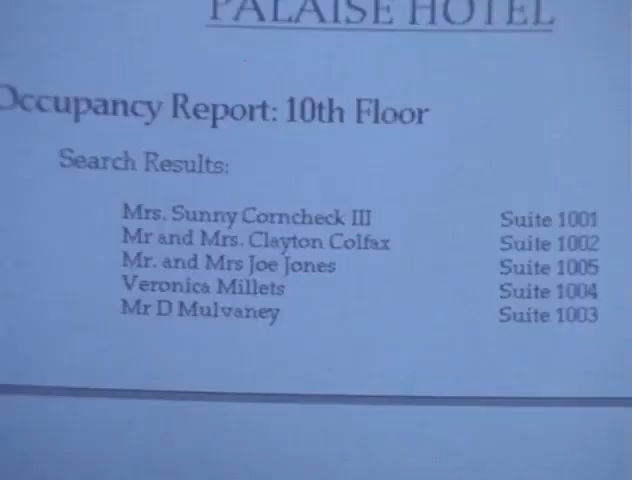 PALAISE HOTEL
Occupancy Report: 10th Floor
Search Results:
Mrs. Sunny Corncheck III Suite 1001
Mr and Mrs. Clayton Colfax Suite 1002
Mr. and Mrs Joe Jones Suite 1005
Veronica Millets Suite 1004
Mr D Mulvaney Suite 1003